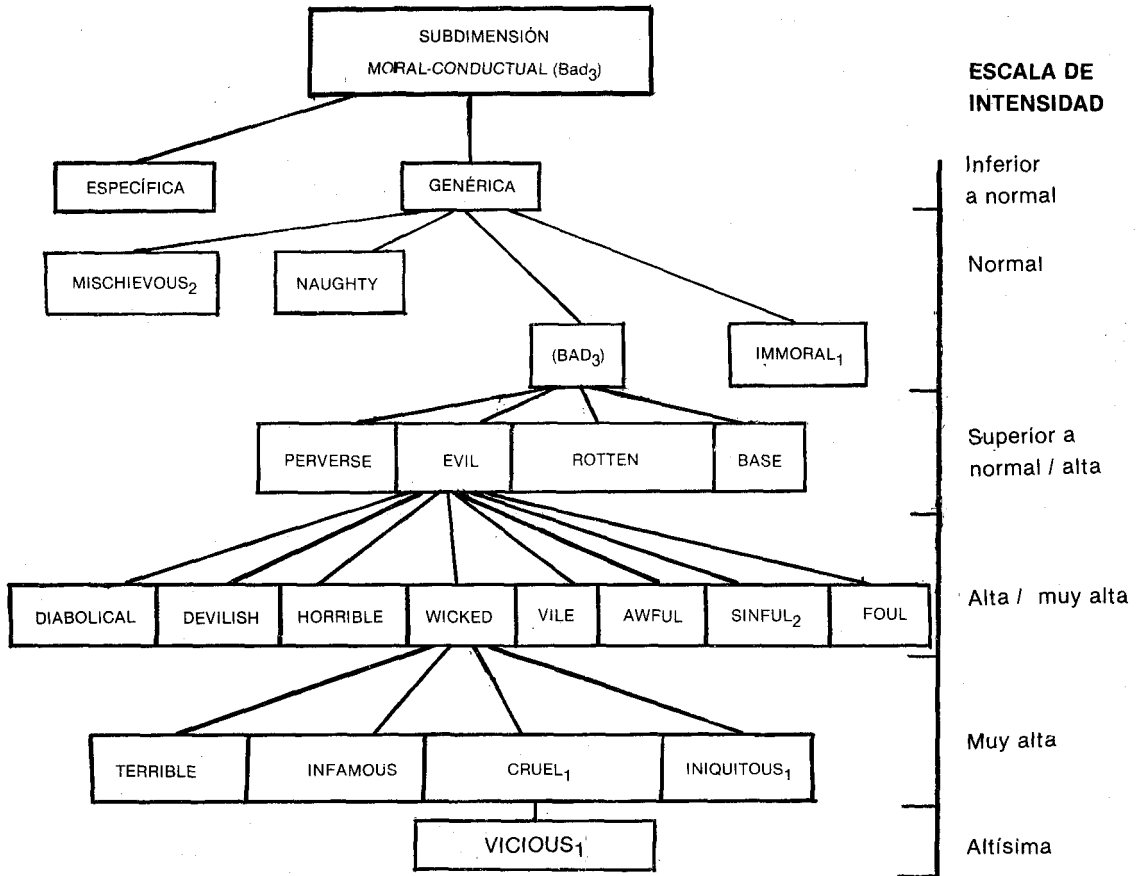 SUBDIMENSIÓN
MORAL-CONDUCTUAL (Bad₃)
ESCALA DE
INTENSIDAD
ESPECÍFICA
GENÉRICA
Inferior
a normal
MISCHIEVOUS₂
NAUGHTY
Normal
(BAD₃)
IMMORAL₁
PERVERSE
EVIL
ROTTEN
BASE
Superior a
normal / alta
DIABOLICAL
DEVILISH
HORRIBLE
WICKED
VILE
AWFUL
SINFUL₂
FOUL
Alta / muy alta
TERRIBLE
INFAMOUS
CRUEL₁
INIQUITOUS₁
Muy alta
VICIOUS₁
Altísima